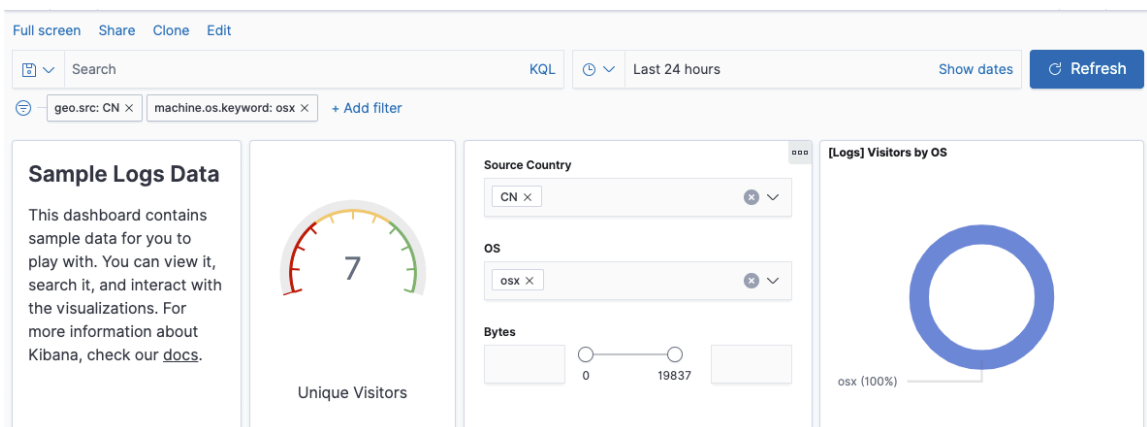 Full screen Share Clone Edit
Search KQL Last 24 hours Show dates Refresh
geo.src: CN × machine.os.keyword: osx × + Add filter
Sample Logs Data
This dashboard contains
sample data for you to
play with. You can view it,
search it, and interact with
the visualizations. For
more information about
Kibana, check our docs.
7
Unique Visitors
Source Country
CN ×
OS
osx ×
Bytes
0 19837
[Logs] Visitors by OS
osx (100%)